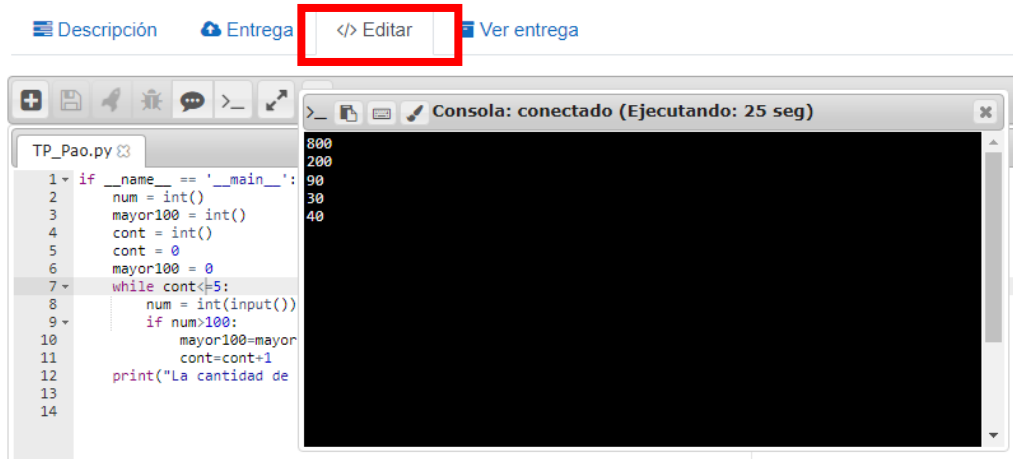 Descripción Entrega </> Editar Ver entrega
>_
>_ Consola: conectado (Ejecutando: 25 seg)
TP_Pao.py
800
200
90
30
40
1 if __name__ == '__main__':
2 num = int()
3 mayor100 = int()
4 cont = int()
5 cont = 0
6 mayor100 = 0
7 while cont<=5:
8 num = int(input())
9 if num>100:
10 mayor100=mayor
11 cont=cont+1
12 print("La cantidad de
13
14